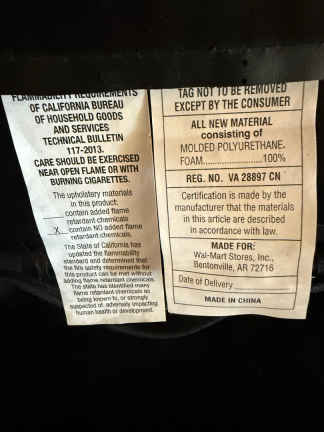 FLAMMABILITY REQUIREMENTS
OF CALIFORNIA BUREAU
OF HOUSEHOLD GOODS
AND SERVICES
TECHNICAL BULLETIN
117-2013.
CARE SHOULD BE EXERCISED
NEAR OPEN FLAME OR WITH
BURNING CIGARETTES.
The upholstery materials
in this product:
contain added flame
retardant chemicals
X contain NO added flame
retardant chemicals.
The State of California has
updated the flammability
standard and determined that
the fire safety requirements for
this product can be met without
adding flame retardant chemicals.
The state has identified many
flame retardant chemicals as
being known to, or strongly
suspected of, adversely impacting
human health or development.
TAG NOT TO BE REMOVED
EXCEPT BY THE CONSUMER
ALL NEW MATERIAL
consisting of
MOLDED POLYURETHANE
FOAM....................100%
REG. NO. VA 28897 CN
Certification is made by the
manufacturer that the materials
in this article are described
in accordance with law.
MADE FOR:
Wal-Mart Stores, Inc.,
Bentonville, AR 72716
Date of Delivery
MADE IN CHINA